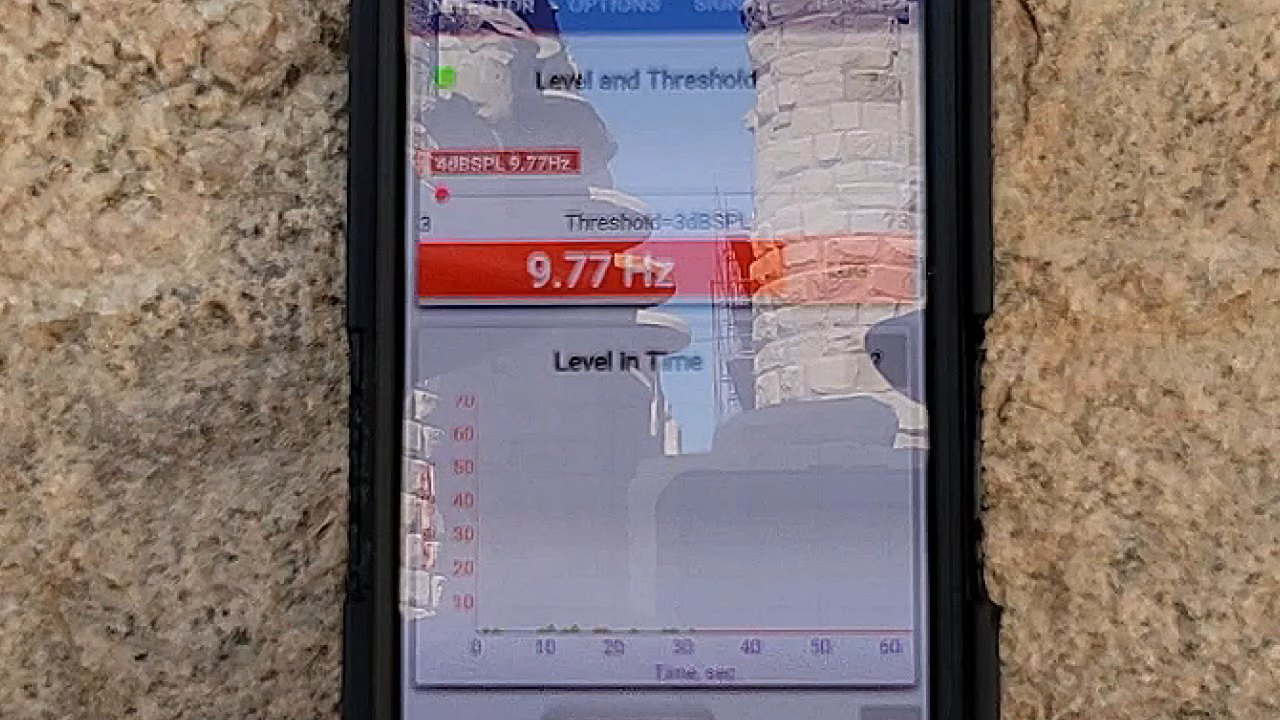 OPTIONS
Level and Threshold
4dBSPL 9.77Hz
3 Threshold=3dBSPL 73
9.77 Hz
Level in Time
70
60
50
40
30
20
10
0 10 20 30 40 50 60
Time, sec